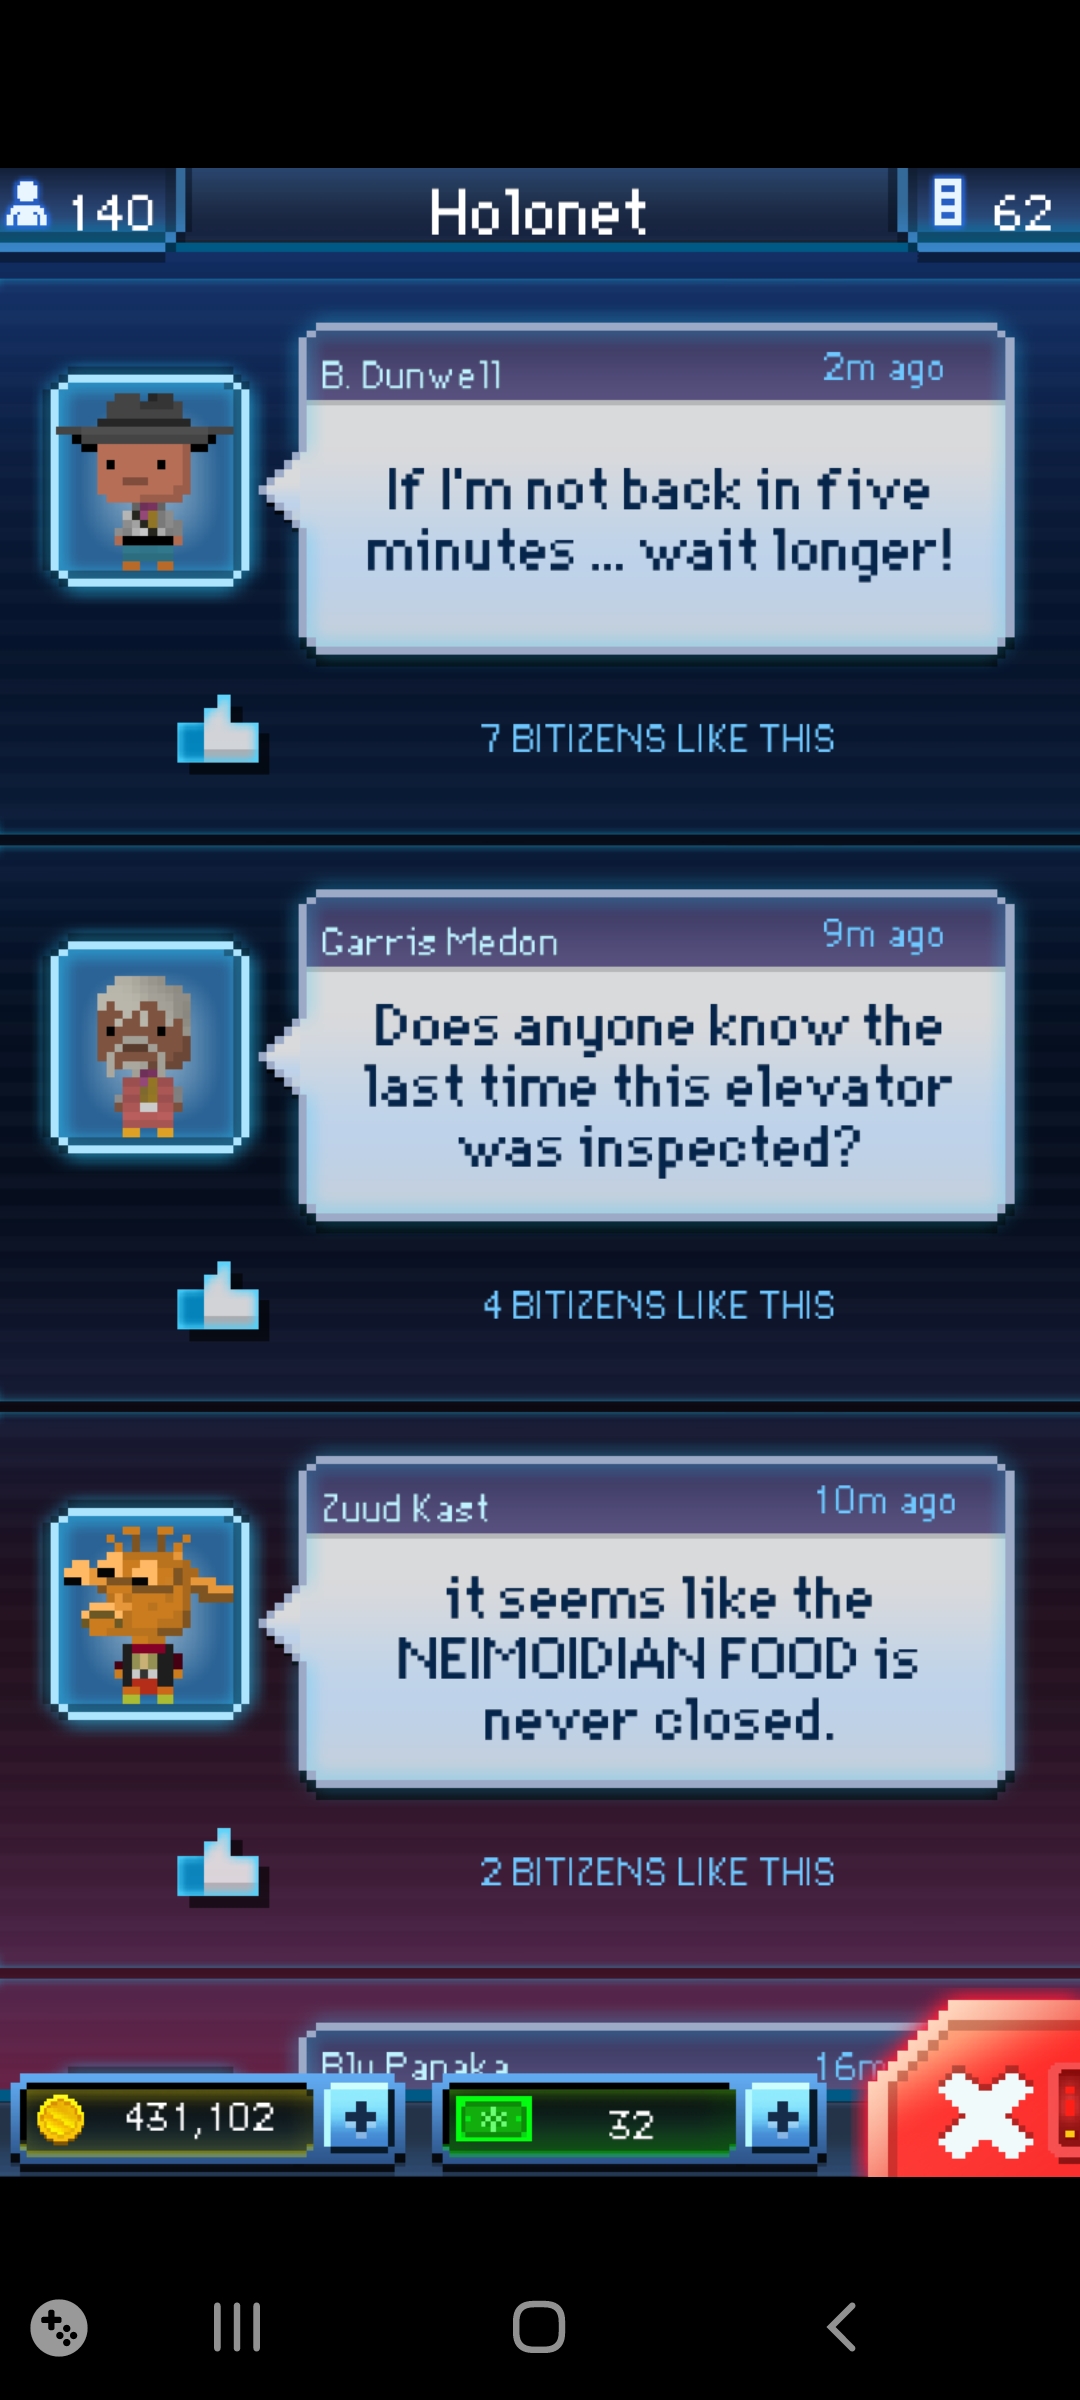 140
Holonet
62
B. Dunwell
2m ago
If I'm not back in five
minutes ... wait longer!
7 BITIZENS LIKE THIS
Garris Medon
9m ago
Does anyone know the
last time this elevator
was inspected?
4 BITIZENS LIKE THIS
Zuud Kast
10m ago
it seems like the
NEIMOIDIAN FOOD is
never closed.
2 BITIZENS LIKE THIS
Blu Panaka
16m
431,102
32